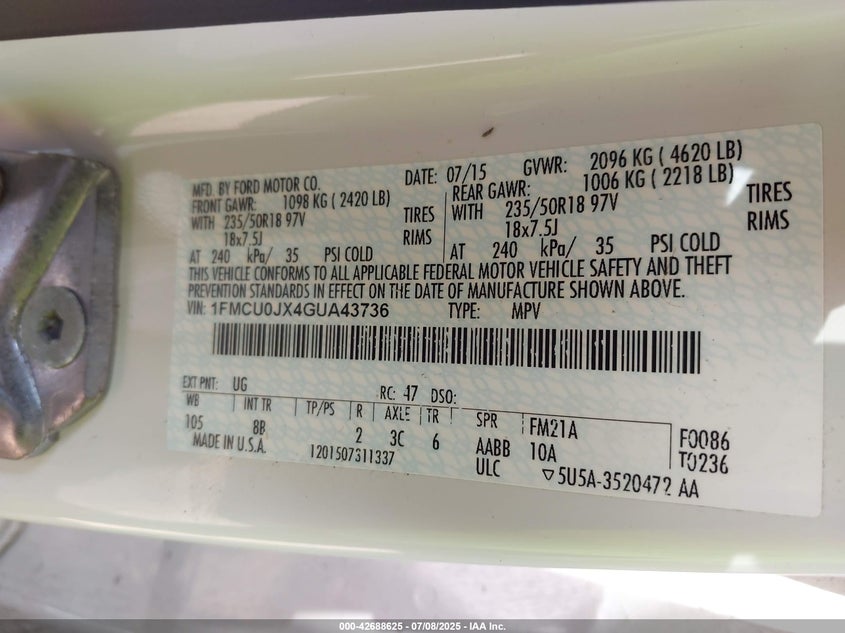 MFD. BY FORD MOTOR CO.
DATE: 07/15 GVWR: 2096 KG ( 4620 LB)
FRONT GAWR: 1098 KG ( 2420 LB)
REAR GAWR: 1006 KG ( 2218 LB)
WITH 235/50R18 97V TIRES
WITH 235/50R18 97V TIRES
18x7.5J RIMS
18x7.5J RIMS
AT 240 kPa/ 35 PSI COLD
AT 240 kPa/ 35 PSI COLD
THIS VEHICLE CONFORMS TO ALL APPLICABLE FEDERAL MOTOR VEHICLE SAFETY AND THEFT
PREVENTION STANDARDS IN EFFECT ON THE DATE OF MANUFACTURE SHOWN ABOVE.
VIN: 1FMCU0JX4GUA43736 TYPE: MPV
EXT PNT: UG RC: 47 DSO:
WB INT TR TP/PS R AXLE TR SPR FM21A F0086
105 8B 2 3C 6 AABB 10A T0236
MADE IN U.S.A. 1201507311337 ULC ▽5U5A-3520472 AA
000-42688625 - 07/08/2025 - IAA Inc.